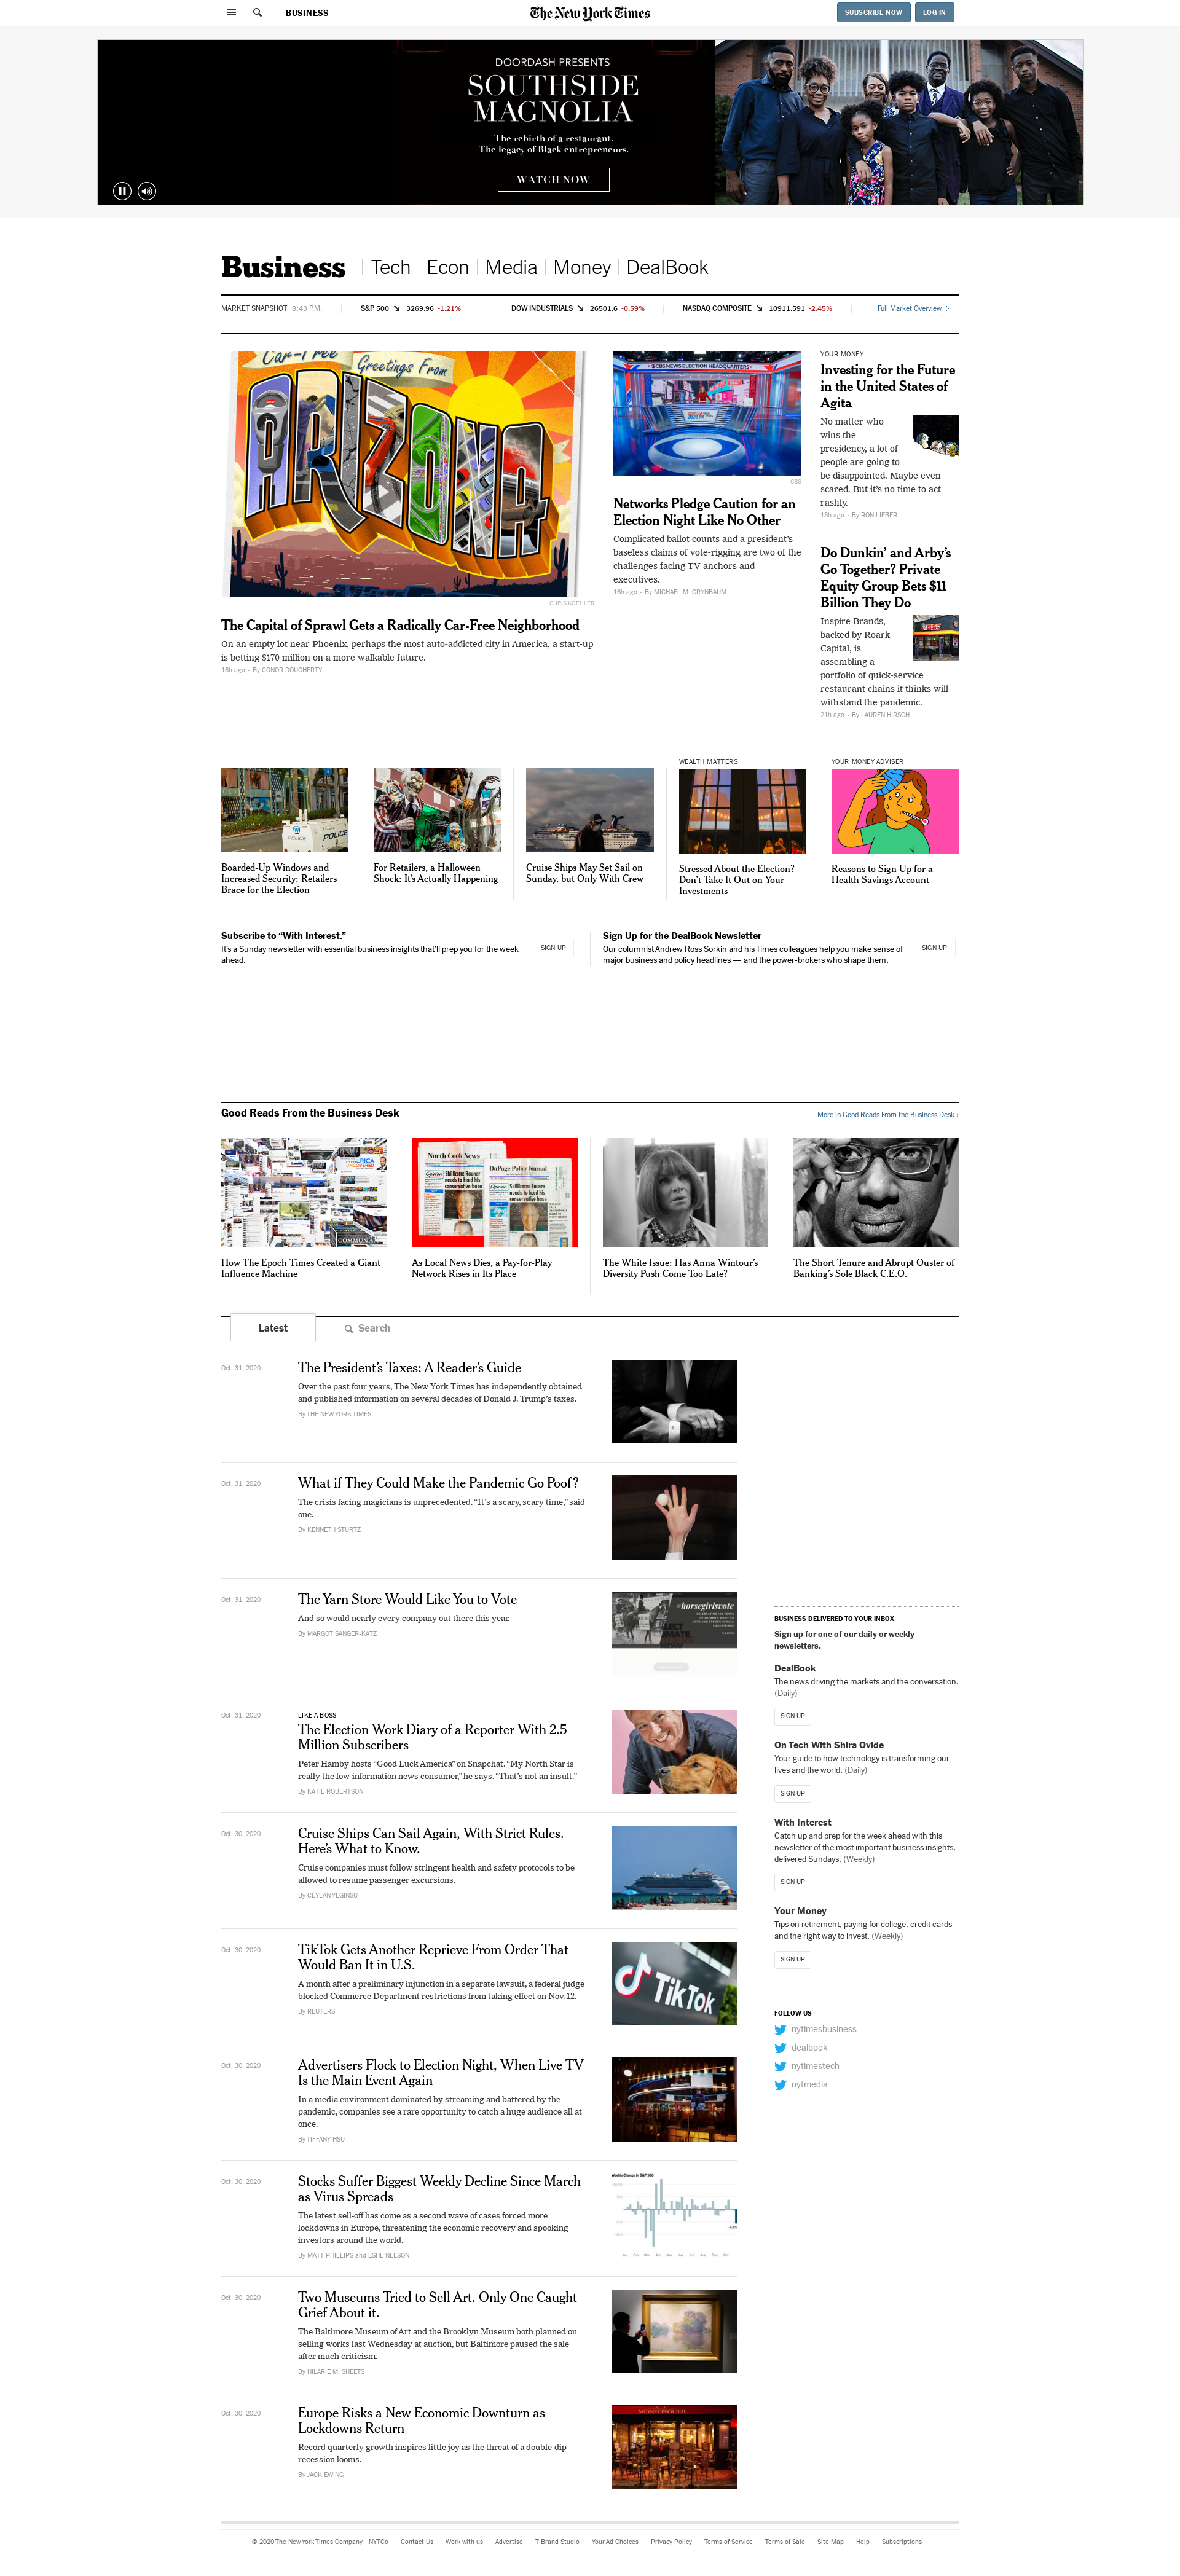 BUSINESS
The New York Times
SUBSCRIBE NOW
LOG IN
DOORDASH PRESENTS
SOUTHSIDE
MAGNOLIA
The rebirth of a restaurant.
The legacy of Black entrepreneurs.
WATCH NOW
Business
Tech
Econ
Media
Money
DealBook
MARKET SNAPSHOT 8:43 P.M.
S&P 500 3269.96 -1.21%
DOW INDUSTRIALS 26501.6 -0.59%
NASDAQ COMPOSITE 10911.591 -2.45%
Full Market Overview
Car-Free
Greetings From
ARIZONA
CHRIS KOEHLER
The Capital of Sprawl Gets a Radically Car-Free Neighborhood
On an empty lot near Phoenix, perhaps the most auto-addicted city in America, a start-up
is betting $170 million on a more walkable future.
16h ago · By CONOR DOUGHERTY
CBS NEWS ELECTION HEADQUARTERS
CBS
Networks Pledge Caution for an
Election Night Like No Other
Complicated ballot counts and a president's
baseless claims of vote-rigging are two of the
challenges facing TV anchors and
executives.
16h ago · By MICHAEL M. GRYNBAUM
YOUR MONEY
Investing for the Future
in the United States of
Agita
No matter who
wins the
presidency, a lot of
people are going to
be disappointed. Maybe even
scared. But it's no time to act
rashly.
18h ago · By RON LIEBER
Do Dunkin' and Arby's
Go Together? Private
Equity Group Bets $11
Billion They Do
Inspire Brands,
backed by Roark
Capital, is
assembling a
portfolio of quick-service
restaurant chains it thinks will
withstand the pandemic.
21h ago · By LAUREN HIRSCH
POLICE
POLICE
Boarded-Up Windows and
Increased Security: Retailers
Brace for the Election
For Retailers, a Halloween
Shock: It's Actually Happening
Cruise Ships May Set Sail on
Sunday, but Only With Crew
WEALTH MATTERS
Stressed About the Election?
Don't Take It Out on Your
Investments
YOUR MONEY ADVISER
Reasons to Sign Up for a
Health Savings Account
Subscribe to “With Interest.”
It's a Sunday newsletter with essential business insights that'll prep you for the week
ahead.
SIGN UP
Sign Up for the DealBook Newsletter
Our columnist Andrew Ross Sorkin and his Times colleagues help you make sense of
major business and policy headlines — and the power-brokers who shape them.
SIGN UP
Good Reads From the Business Desk
More in Good Reads From the Business Desk ›
How The Epoch Times Created a Giant
Influence Machine
North Cook News
DuPage Policy Journal
As Local News Dies, a Pay-for-Play
Network Rises in Its Place
The White Issue: Has Anna Wintour's
Diversity Push Come Too Late?
The Short Tenure and Abrupt Ouster of
Banking's Sole Black C.E.O.
Latest
Search
Oct. 31, 2020
The President's Taxes: A Reader's Guide
Over the past four years, The New York Times has independently obtained
and published information on several decades of Donald J. Trump's taxes.
By THE NEW YORK TIMES
Oct. 31, 2020
What if They Could Make the Pandemic Go Poof?
The crisis facing magicians is unprecedented. “It's a scary, scary time,” said
one.
By KENNETH STURTZ
Oct. 31, 2020
The Yarn Store Would Like You to Vote
And so would nearly every company out there this year.
By MARGOT SANGER-KATZ
#horsegirlsvote
Oct. 31, 2020
LIKE A BOSS
The Election Work Diary of a Reporter With 2.5
Million Subscribers
Peter Hamby hosts “Good Luck America” on Snapchat. “My North Star is
really the low-information news consumer,” he says. “That's not an insult.”
By KATIE ROBERTSON
Oct. 30, 2020
Cruise Ships Can Sail Again, With Strict Rules.
Here's What to Know.
Cruise companies must follow stringent health and safety protocols to be
allowed to resume passenger excursions.
By CEYLAN YEGINSU
Oct. 30, 2020
TikTok Gets Another Reprieve From Order That
Would Ban It in U.S.
A month after a preliminary injunction in a separate lawsuit, a federal judge
blocked Commerce Department restrictions from taking effect on Nov. 12.
By REUTERS
TikTok
Oct. 30, 2020
Advertisers Flock to Election Night, When Live TV
Is the Main Event Again
In a media environment dominated by streaming and battered by the
pandemic, companies see a rare opportunity to catch a huge audience all at
once.
By TIFFANY HSU
Oct. 30, 2020
Stocks Suffer Biggest Weekly Decline Since March
as Virus Spreads
The latest sell-off has come as a second wave of cases forced more
lockdowns in Europe, threatening the economic recovery and spooking
investors around the world.
By MATT PHILLIPS and ESHE NELSON
Weekly Change in S&P 500
Oct. 30, 2020
Two Museums Tried to Sell Art. Only One Caught
Grief About it.
The Baltimore Museum of Art and the Brooklyn Museum both planned on
selling works last Wednesday at auction, but Baltimore paused the sale
after much criticism.
By HILARIE M. SHEETS
Oct. 30, 2020
Europe Risks a New Economic Downturn as
Lockdowns Return
Record quarterly growth inspires little joy as the threat of a double-dip
recession looms.
By JACK EWING
BUSINESS DELIVERED TO YOUR INBOX
Sign up for one of our daily or weekly
newsletters.
DealBook
The news driving the markets and the conversation.
(Daily)
SIGN UP
On Tech With Shira Ovide
Your guide to how technology is transforming our
lives and the world. (Daily)
SIGN UP
With Interest
Catch up and prep for the week ahead with this
newsletter of the most important business insights,
delivered Sundays. (Weekly)
SIGN UP
Your Money
Tips on retirement, paying for college, credit cards
and the right way to invest. (Weekly)
SIGN UP
FOLLOW US
nytimesbusiness
dealbook
nytimestech
nytmedia
© 2020 The New York Times Company NYTCo Contact Us Work with us Advertise T Brand Studio Your Ad Choices Privacy Policy Terms of Service Terms of Sale Site Map Help Subscriptions